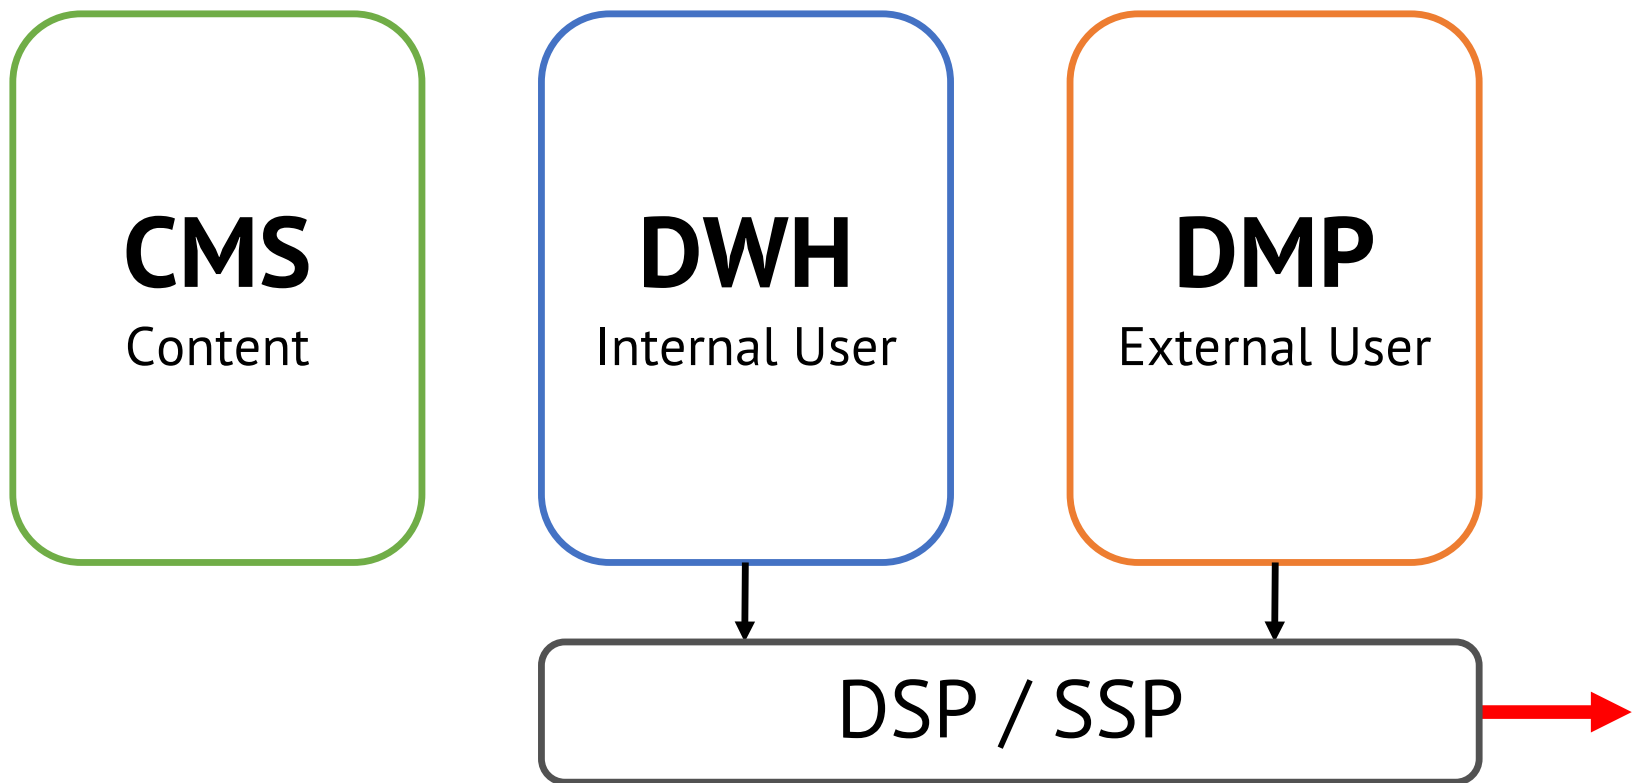 CMS
Content
DWH
Internal User
DMP
External User
DSP / SSP